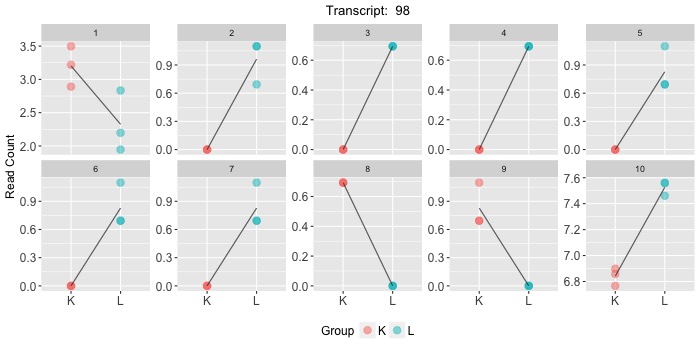 Transcript: 98
1 2 3 4 5
3.5 3.0 2.5 2.0
0.9 0.6 0.3 0.0
0.6 0.4 0.2 0.0
0.6 0.4 0.2 0.0
0.9 0.6 0.3 0.0
Read Count
6 7 8 9 10
0.9 0.6 0.3 0.0
0.9 0.6 0.3 0.0
0.6 0.4 0.2 0.0
0.9 0.6 0.3 0.0
7.6 7.4 7.2 7.0 6.8
K L K L K L K L K L
Group K L